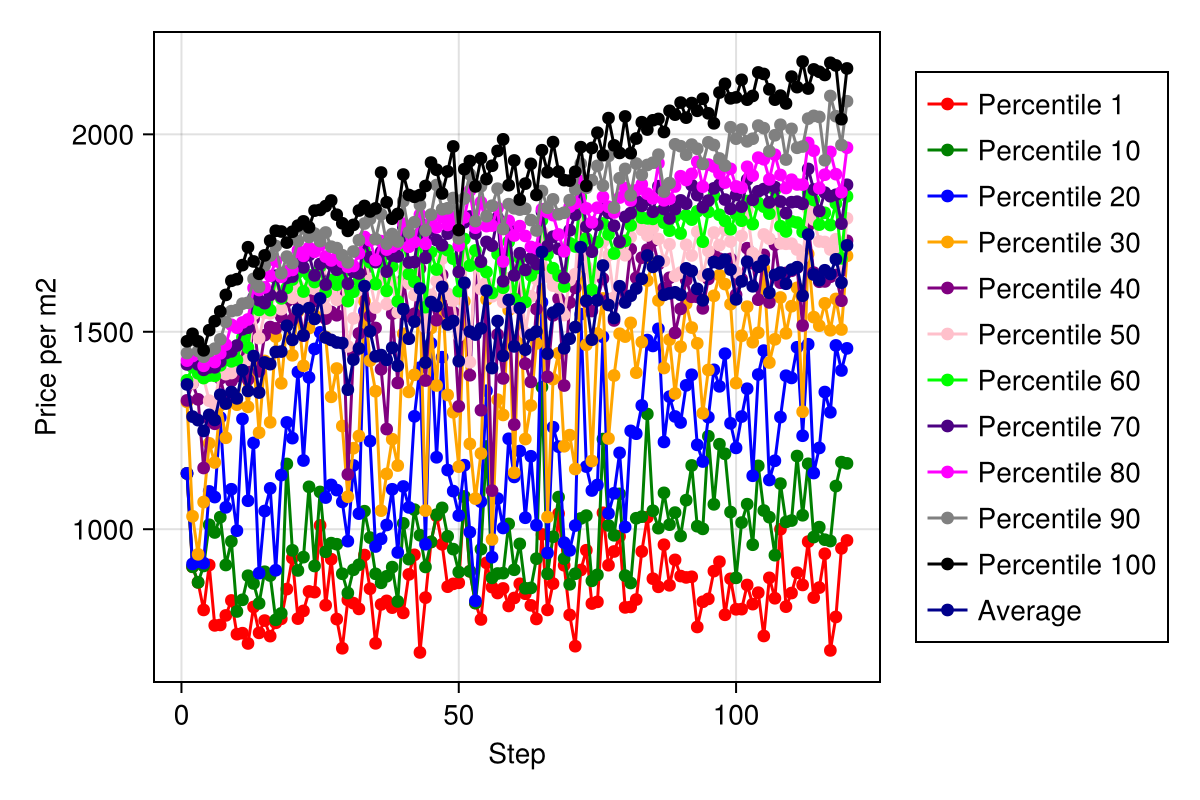 Price per m2
2000
1500
1000
0
50
100
Step
Percentile 1
Percentile 10
Percentile 20
Percentile 30
Percentile 40
Percentile 50
Percentile 60
Percentile 70
Percentile 80
Percentile 90
Percentile 100
Average